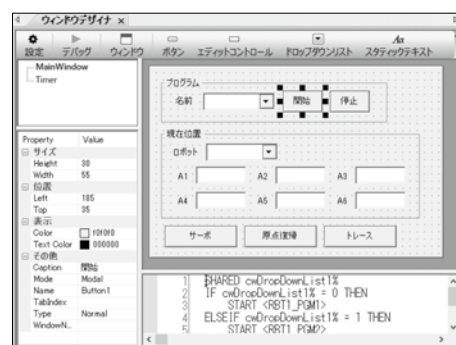 ウィンドウデザイナ ×
設定 デバッグ ウィンドウ ボタン エディットコントロール ドロップダウンリスト スタティックテキスト
MainWindow
Timer
プログラム
名前 開始 停止
現在位置
ロボット
A1 A2 A3
A4 A5 A6
サーボ 原点復帰 トレース
Property Value
サイズ
Height 30
Width 55
位置
Left 185
Top 35
表示
Color f0f0f0
Text Color 000000
その他
Caption 開始
Mode Modal
Name Button1
TabIndex
Type Normal
WindowN...
1 SHARED cwDropDownList1%
2 IF cwDropDownList1% = 0 THEN
3 START <RBT1_PGM1>
4 ELSEIF cwDropDownList1% = 1 THEN
5 START <RBT1_PGM2>